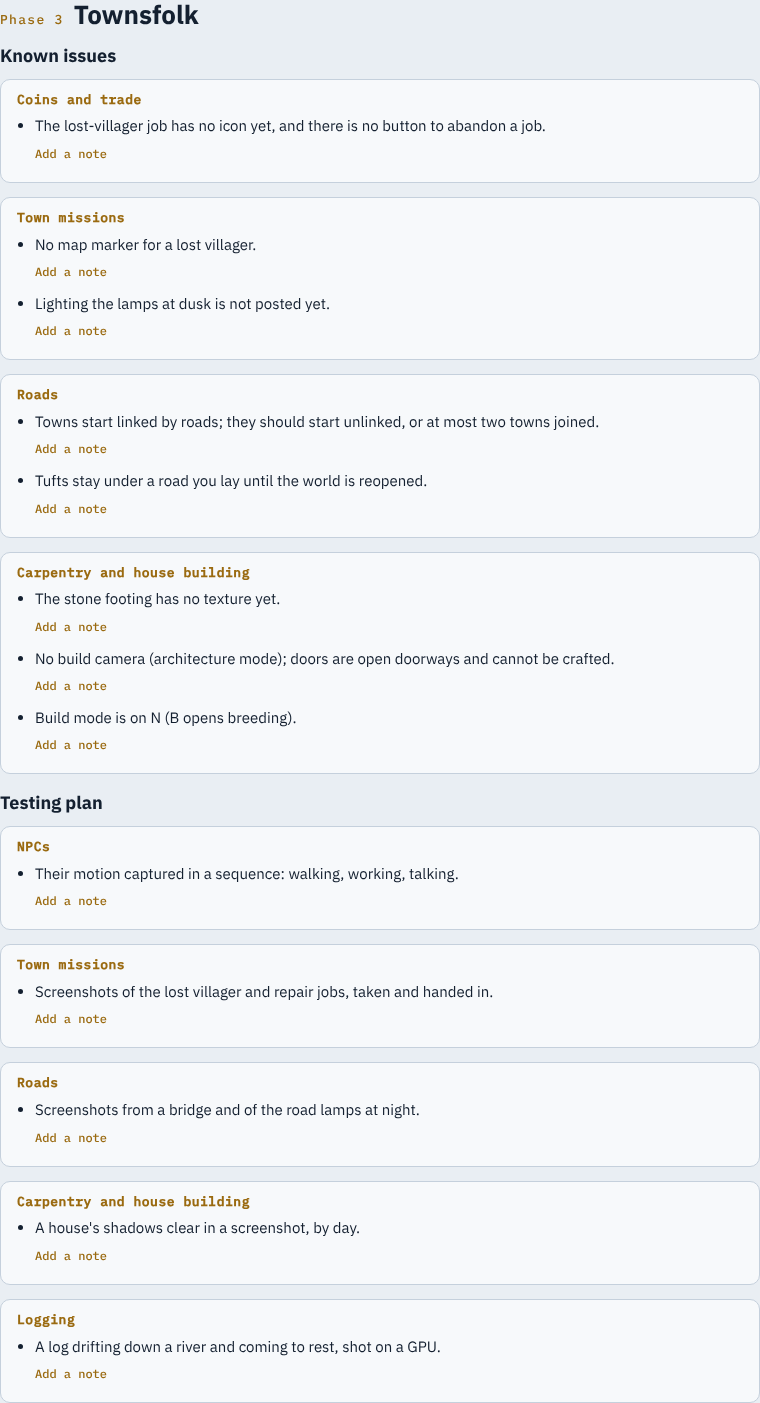 Phase 3 Townsfolk
Known issues
Coins and trade
• The lost-villager job has no icon yet, and there is no button to abandon a job.
Add a note
Town missions
• No map marker for a lost villager.
Add a note
• Lighting the lamps at dusk is not posted yet.
Add a note
Roads
• Towns start linked by roads; they should start unlinked, or at most two towns joined.
Add a note
• Tufts stay under a road you lay until the world is reopened.
Add a note
Carpentry and house building
• The stone footing has no texture yet.
Add a note
• No build camera (architecture mode); doors are open doorways and cannot be crafted.
Add a note
• Build mode is on N (B opens breeding).
Add a note
Testing plan
NPCs
• Their motion captured in a sequence: walking, working, talking.
Add a note
Town missions
• Screenshots of the lost villager and repair jobs, taken and handed in.
Add a note
Roads
• Screenshots from a bridge and of the road lamps at night.
Add a note
Carpentry and house building
• A house's shadows clear in a screenshot, by day.
Add a note
Logging
• A log drifting down a river and coming to rest, shot on a GPU.
Add a note